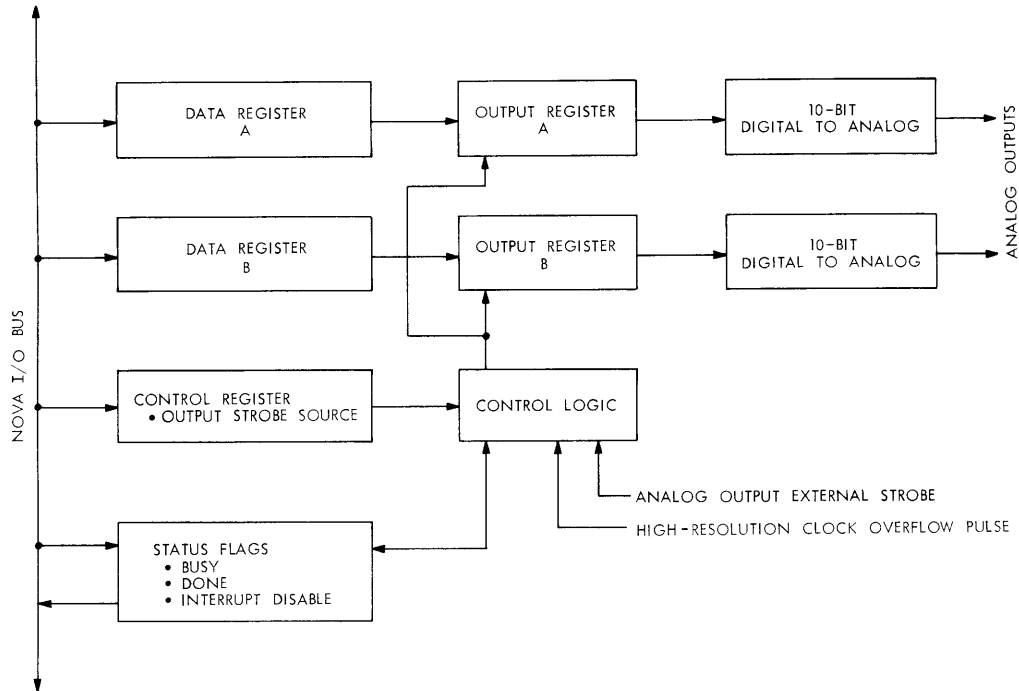 DATA REGISTER
A
OUTPUT REGISTER
A
10-BIT
DIGITAL TO ANALOG
ANALOG OUTPUTS
DATA REGISTER
B
OUTPUT REGISTER
B
10-BIT
DIGITAL TO ANALOG
NOVA I/O BUS
CONTROL REGISTER
• OUTPUT STROBE SOURCE
CONTROL LOGIC
ANALOG OUTPUT EXTERNAL STROBE
HIGH-RESOLUTION CLOCK OVERFLOW PULSE
STATUS FLAGS
• BUSY
• DONE
• INTERRUPT DISABLE